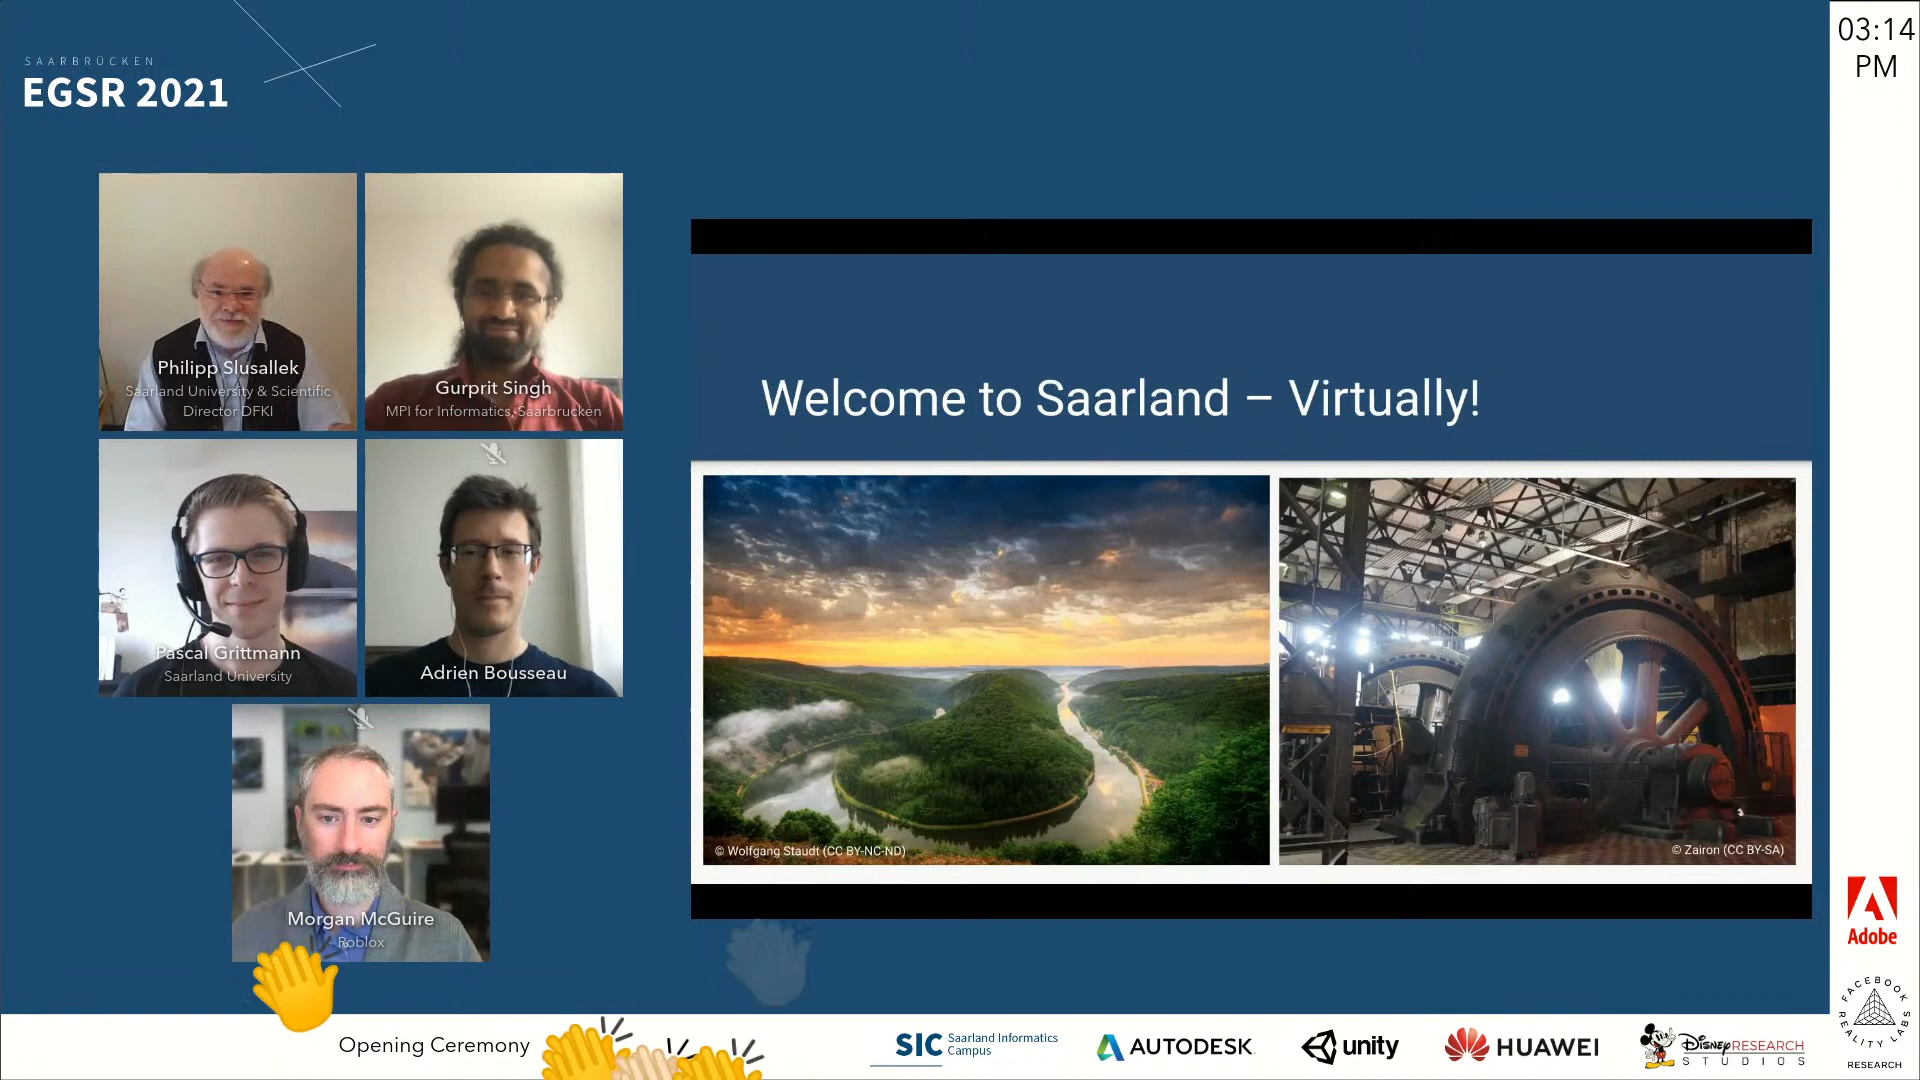 SAARBRÜCKEN
EGSR 2021
03:14
PM
Philipp Slusallek
Saarland University & Scientific
Director DFKI
Gurprit Singh
MPI for Informatics, Saarbrucken
Pascal Grittmann
Saarland University
Adrien Bousseau
Morgan McGuire
Roblox
Welcome to Saarland – Virtually!
© Wolfgang Staudt (CC BY-NC-ND)
© Zairon (CC BY-SA)
Adobe
FACEBOOK
REALITY LABS
RESEARCH
Opening Ceremony
SIC Saarland Informatics
Campus
AUTODESK
unity
HUAWEI
Disney RESEARCH
STUDIOS